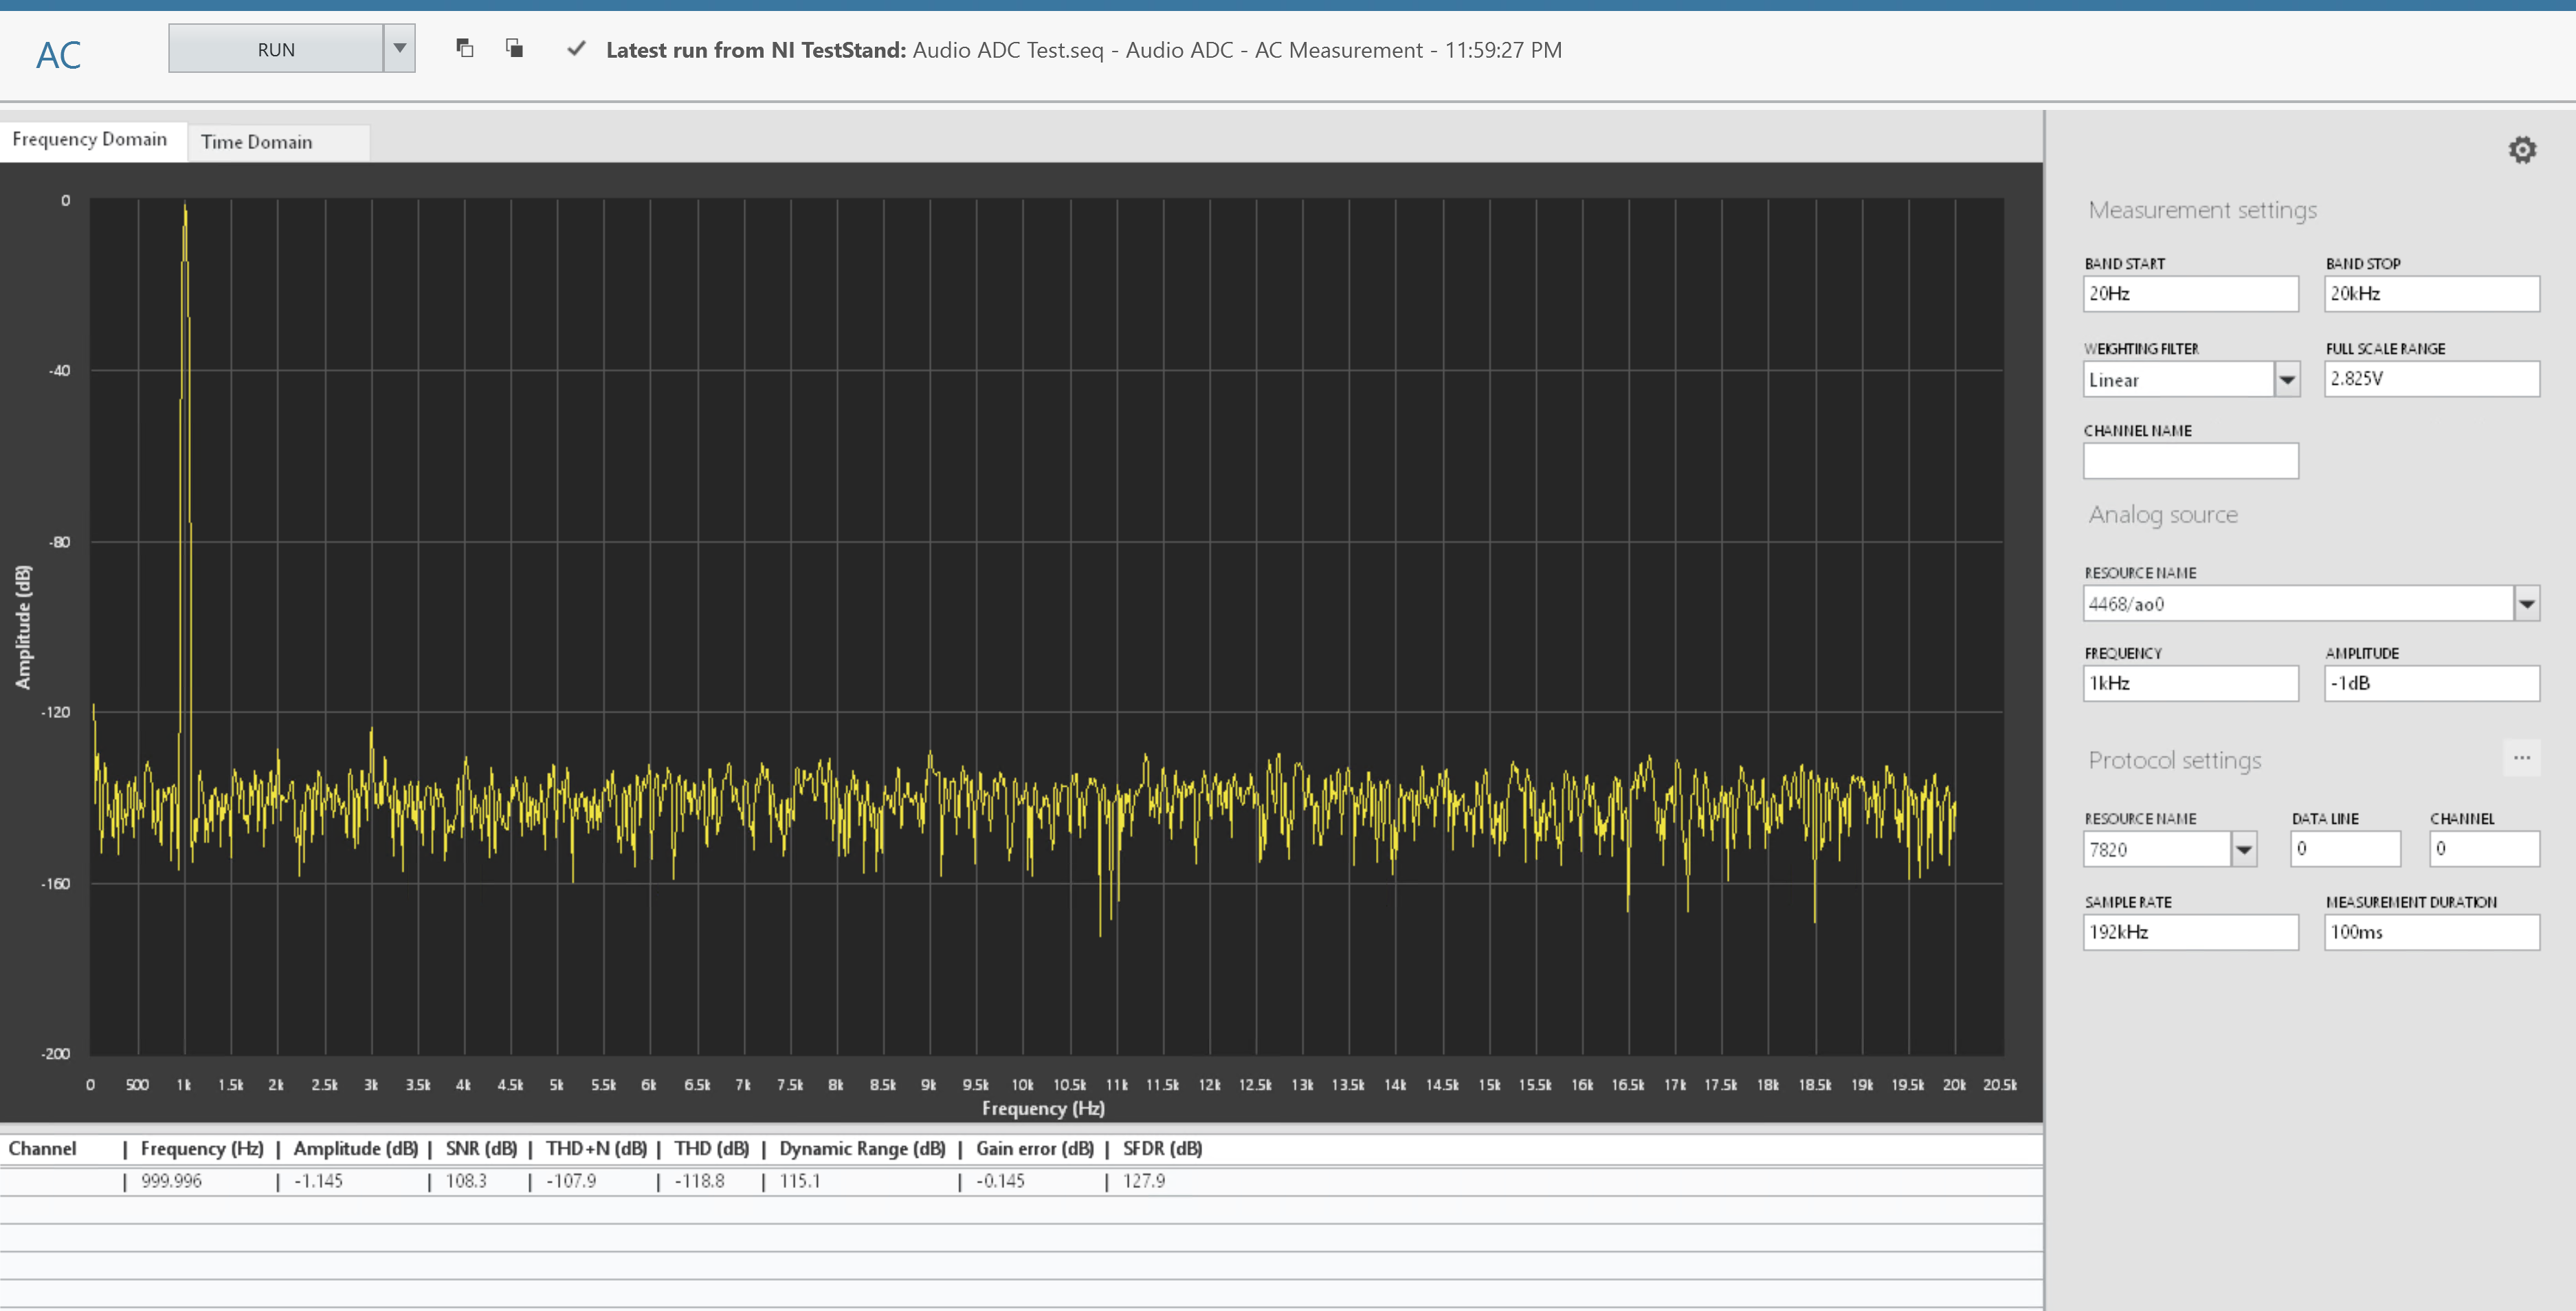 AC
RUN
Latest run from NI TestStand: Audio ADC Test.seq - Audio ADC - AC Measurement - 11:59:27 PM
Frequency Domain
Time Domain
0
-40
-80
-120
-160
-200
Amplitude (dB)
0 500 1k 1.5k 2k 2.5k 3k 3.5k 4k 4.5k 5k 5.5k 6k 6.5k 7k 7.5k 8k 8.5k 9k 9.5k 10k 10.5k 11k 11.5k 12k 12.5k 13k 13.5k 14k 14.5k 15k 15.5k 16k 16.5k 17k 17.5k 18k 18.5k 19k 19.5k 20k 20.5k
Frequency (Hz)
Channel | Frequency (Hz) | Amplitude (dB) | SNR (dB) | THD+N (dB) | THD (dB) | Dynamic Range (dB) | Gain error (dB) | SFDR (dB)
| 999.996 | -1.145 | 108.3 | -107.9 | -118.8 | 115.1 | -0.145 | 127.9
Measurement settings
BAND START BAND STOP
20Hz 20kHz
WEIGHTING FILTER FULL SCALE RANGE
Linear 2.825V
CHANNEL NAME
Analog source
RESOURCE NAME
4468/ao0
FREQUENCY AMPLITUDE
1kHz -1dB
Protocol settings ...
RESOURCE NAME DATA LINE CHANNEL
7820 0 0
SAMPLE RATE MEASUREMENT DURATION
192kHz 100ms